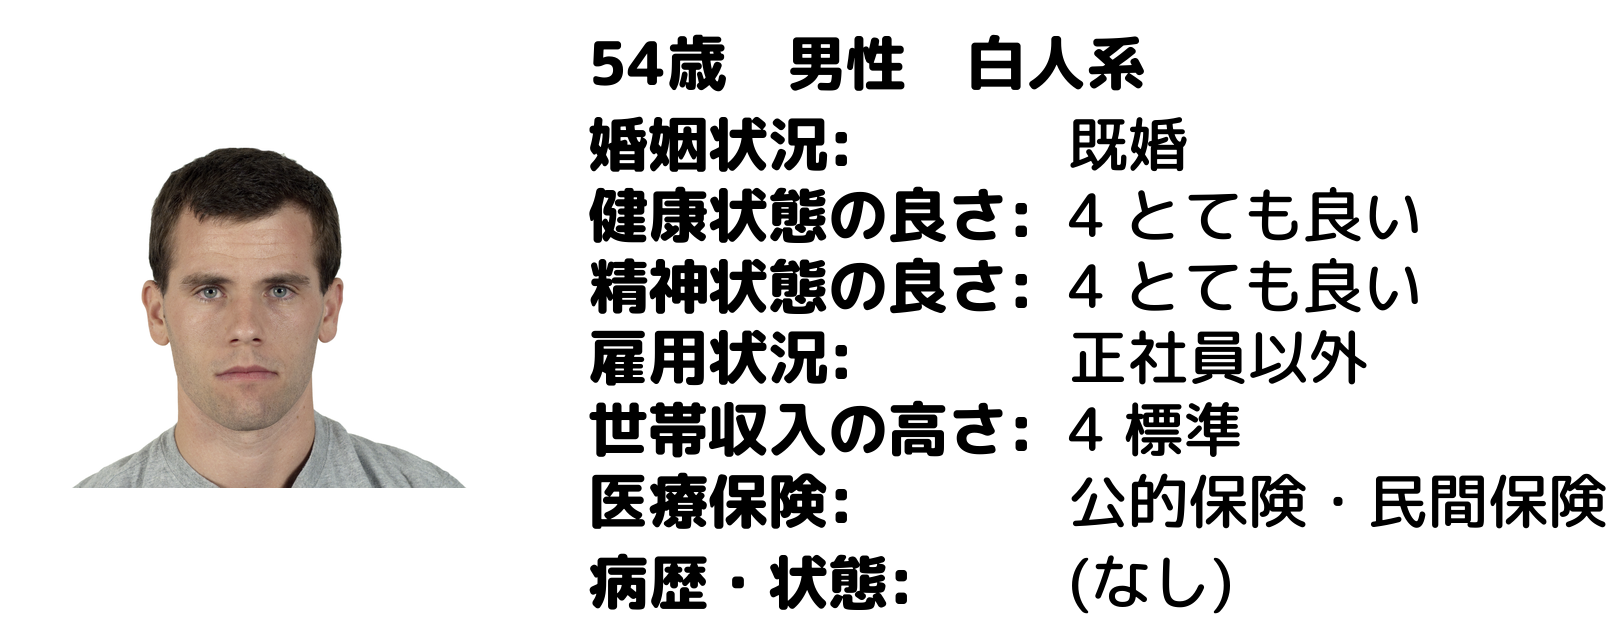 54歳　男性　白人系
婚姻状況: 既婚
健康状態の良さ: 4 とても良い
精神状態の良さ: 4 とても良い
雇用状況: 正社員以外
世帯収入の高さ: 4 標準
医療保険: 公的保険・民間保険
病歴・状態: (なし)